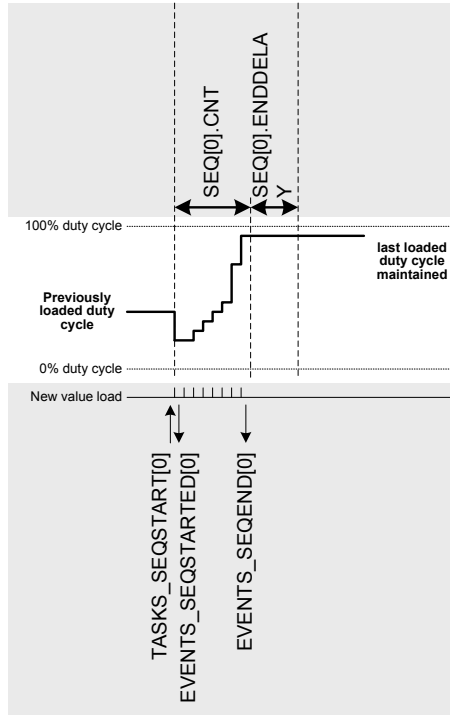 SEQ[0].CNT
SEQ[0].ENDDELA
Y
100% duty cycle
last loaded
duty cycle
maintained
Previously
loaded duty
cycle
0% duty cycle
New value load
TASKS_SEQSTART[0]
EVENTS_SEQSTARTED[0]
EVENTS_SEQEND[0]